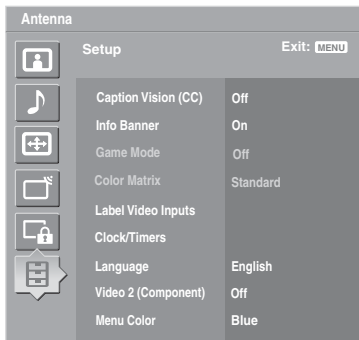 Antenna
Setup Exit: MENU
Caption Vision (CC) Off
Info Banner On
Game Mode Off
Color Matrix Standard
Label Video Inputs
Clock/Timers
Language English
Video 2 (Component) Off
Menu Color Blue